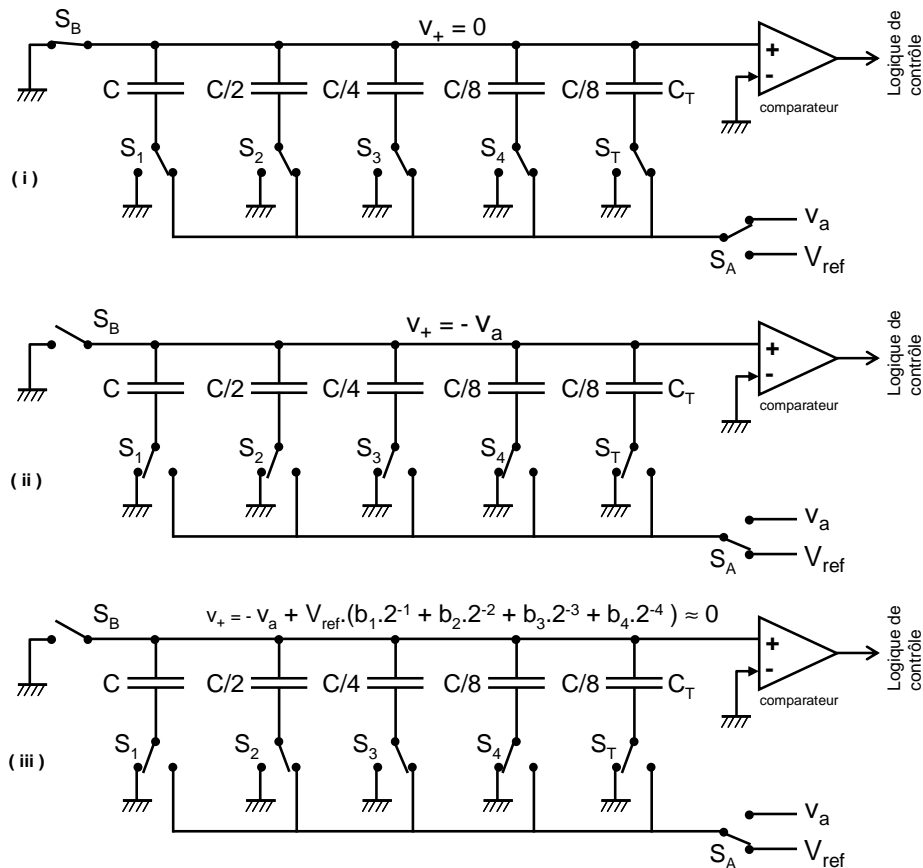 S_B
v_+ = 0
C C/2 C/4 C/8 C/8 C_T
+
-
comparateur
Logique de
contrôle
S_1 S_2 S_3 S_4 S_T
( i )
v_a
S_A V_ref
S_B
v_+ = - v_a
C C/2 C/4 C/8 C/8 C_T
+
-
comparateur
Logique de
contrôle
S_1 S_2 S_3 S_4 S_T
( ii )
v_a
S_A V_ref
S_B
v_+ = - v_a + V_ref.(b_1.2^-1 + b_2.2^-2 + b_3.2^-3 + b_4.2^-4 ) ≈ 0
C C/2 C/4 C/8 C/8 C_T
+
-
comparateur
Logique de
contrôle
S_1 S_2 S_3 S_4 S_T
( iii )
v_a
S_A V_ref